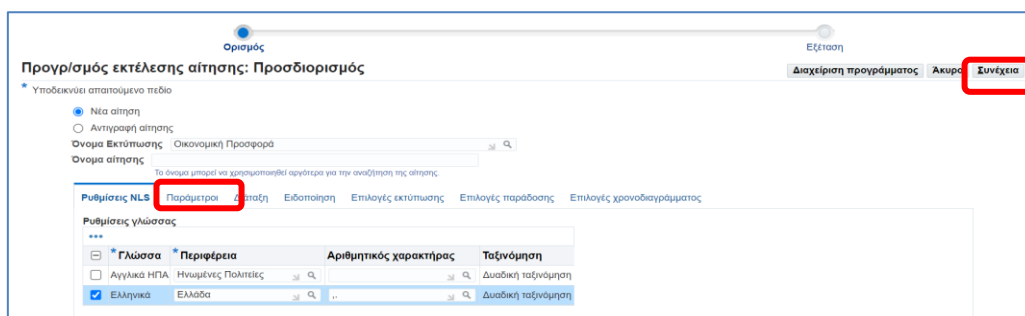 Ορισμός Εξέταση
Προγρ/σμός εκτέλεσης αίτησης: Προσδιορισμός Διαχείριση προγράμματος Άκυρο Συνέχεια
* Υποδεικνύει απαιτούμενο πεδίο
Νέα αίτηση
Αντιγραφή αίτησης
Όνομα Εκτύπωσης Οικονομική Προσφορά
Όνομα αίτησης
Το όνομα μπορεί να χρησιμοποιηθεί αργότερα για την αναζήτηση της αίτησης.
Ρυθμίσεις NLS Παράμετροι Διάταξη Ειδοποίηση Επιλογές εκτύπωσης Επιλογές παράδοσης Επιλογές χρονοδιαγράμματος
Ρυθμίσεις γλώσσας
* Γλώσσα * Περιφέρεια Αριθμητικός χαρακτήρας Ταξινόμηση
Αγγλικά ΗΠΑ Ηνωμένες Πολιτείες Δυαδική ταξινόμηση
Ελληνικά Ελλάδα ,. Δυαδική ταξινόμηση